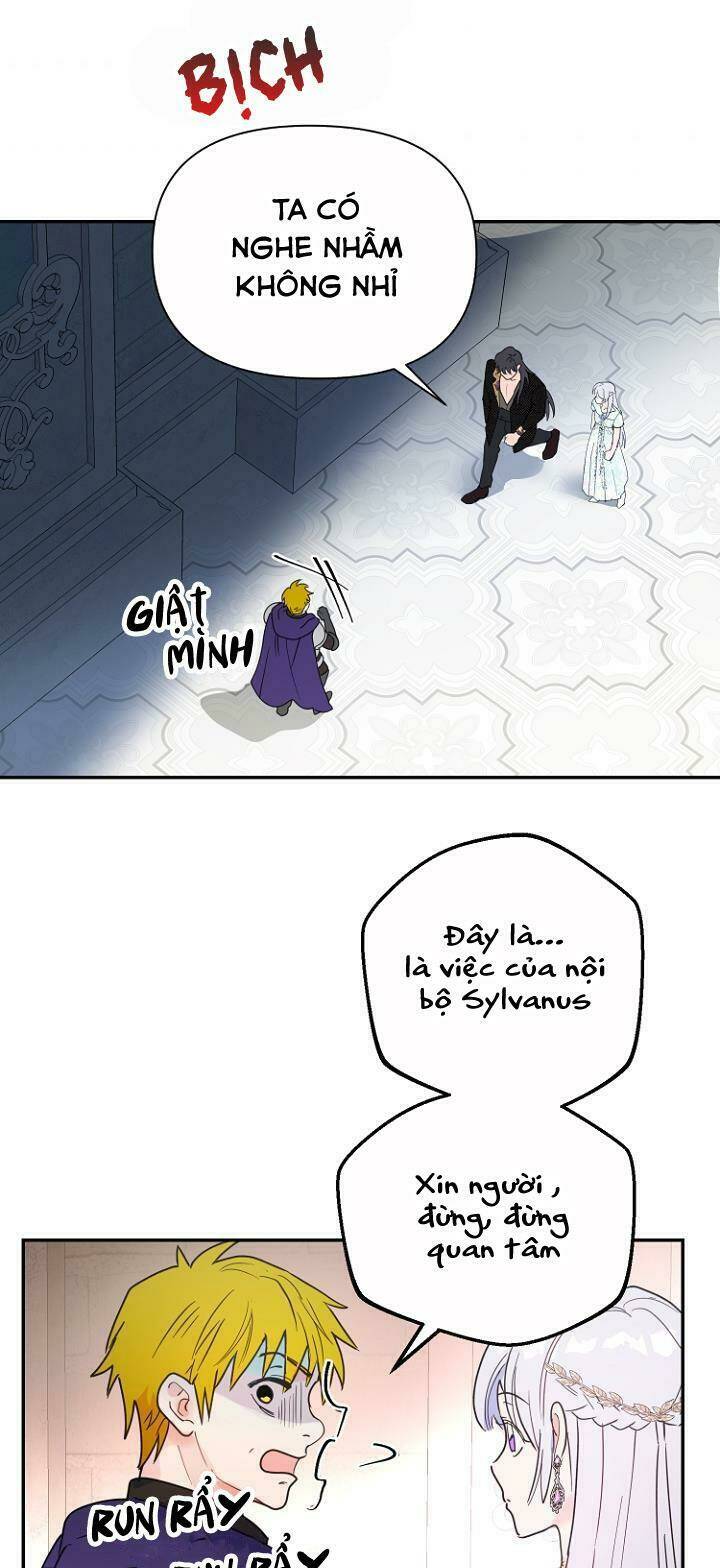 BỊCH
TA CÓ
NGHE NHẦM
KHÔNG NHỈ
GIẬT
MÌNH
Đây là...
là việc của nội
bộ Sylvanus
Xin người,
đừng, đừng
quan tâm
RUN RẨY